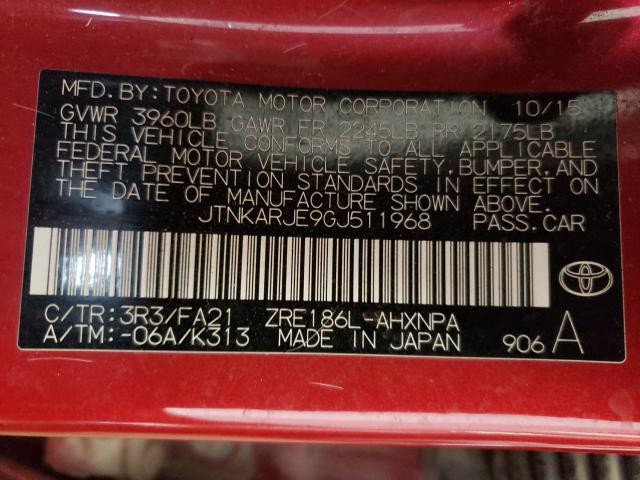 MFD. BY: TOYOTA MOTOR CORPORATION 10/15
GVWR 3960LB GAWR FR 2245LB RR 2175LB
THIS VEHICLE CONFORMS TO ALL APPLICABLE
FEDERAL MOTOR VEHICLE SAFETY, BUMPER, AND
THEFT PREVENTION STANDARDS IN EFFECT ON
THE DATE OF MANUFACTURE SHOWN ABOVE.
JTNKARJE9GJ511968 PASS. CAR
C/TR: 3R3/FA21 ZRE186L-AHXNPA
A/TM: -06A/K313 MADE IN JAPAN 906 A